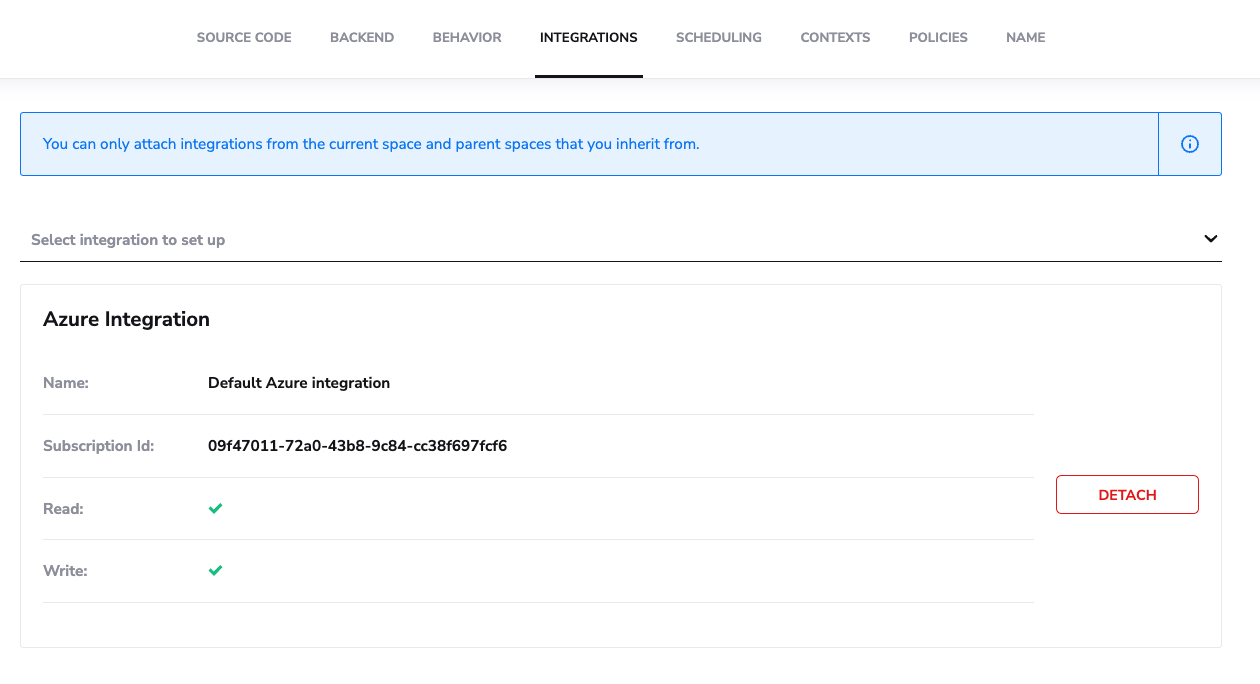 SOURCE CODE BACKEND BEHAVIOR INTEGRATIONS SCHEDULING CONTEXTS POLICIES NAME
You can only attach integrations from the current space and parent spaces that you inherit from.
Select integration to set up
Azure Integration
Name: Default Azure integration
Subscription Id: 09f47011-72a0-43b8-9c84-cc38f697fcf6
Read:
DETACH
Write: